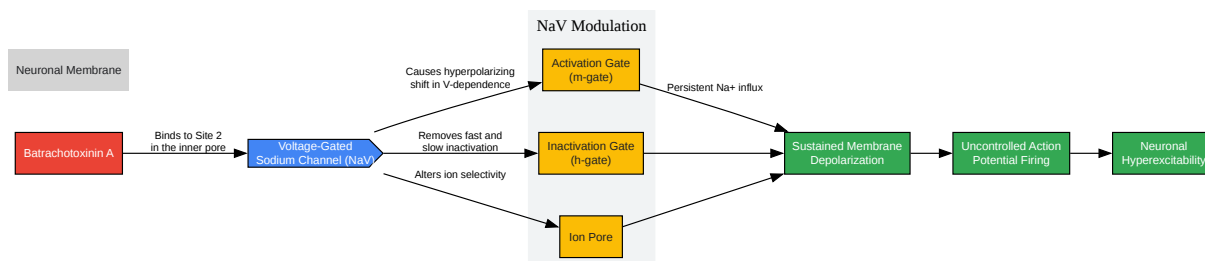 NaV Modulation
Neuronal Membrane
Activation Gate
(m-gate)
Causes hyperpolarizing
shift in V-dependence
Persistent Na+ influx
Batrachotoxinin A
Binds to Site 2
in the inner pore
Voltage-Gated
Sodium Channel (NaV)
Removes fast and
slow inactivation
Inactivation Gate
(h-gate)
Sustained Membrane
Depolarization
Uncontrolled Action
Potential Firing
Neuronal
Hyperexcitability
Alters ion selectivity
Ion Pore